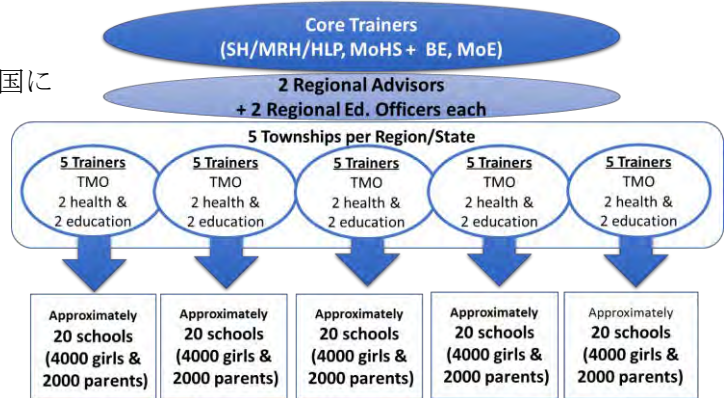 Core Trainers
(SH/MRH/HLP, MoHS + BE, MoE)
国に
2 Regional Advisors
+ 2 Regional Ed. Officers each
5 Townships per Region/State
5 Trainers
TMO
2 health &
2 education
5 Trainers
TMO
2 health &
2 education
5 Trainers
TMO
2 health &
2 education
5 Trainers
TMO
2 health &
2 education
5 Trainers
TMO
2 health &
2 education
Approximately
20 schools
(4000 girls &
2000 parents)
Approximately
20 schools
(4000 girls &
2000 parents)
Approximately
20 schools
(4000 girls &
2000 parents)
Approximately
20 schools
(4000 girls &
2000 parents)
Approximately
20 schools
(4000 girls &
2000 parents)